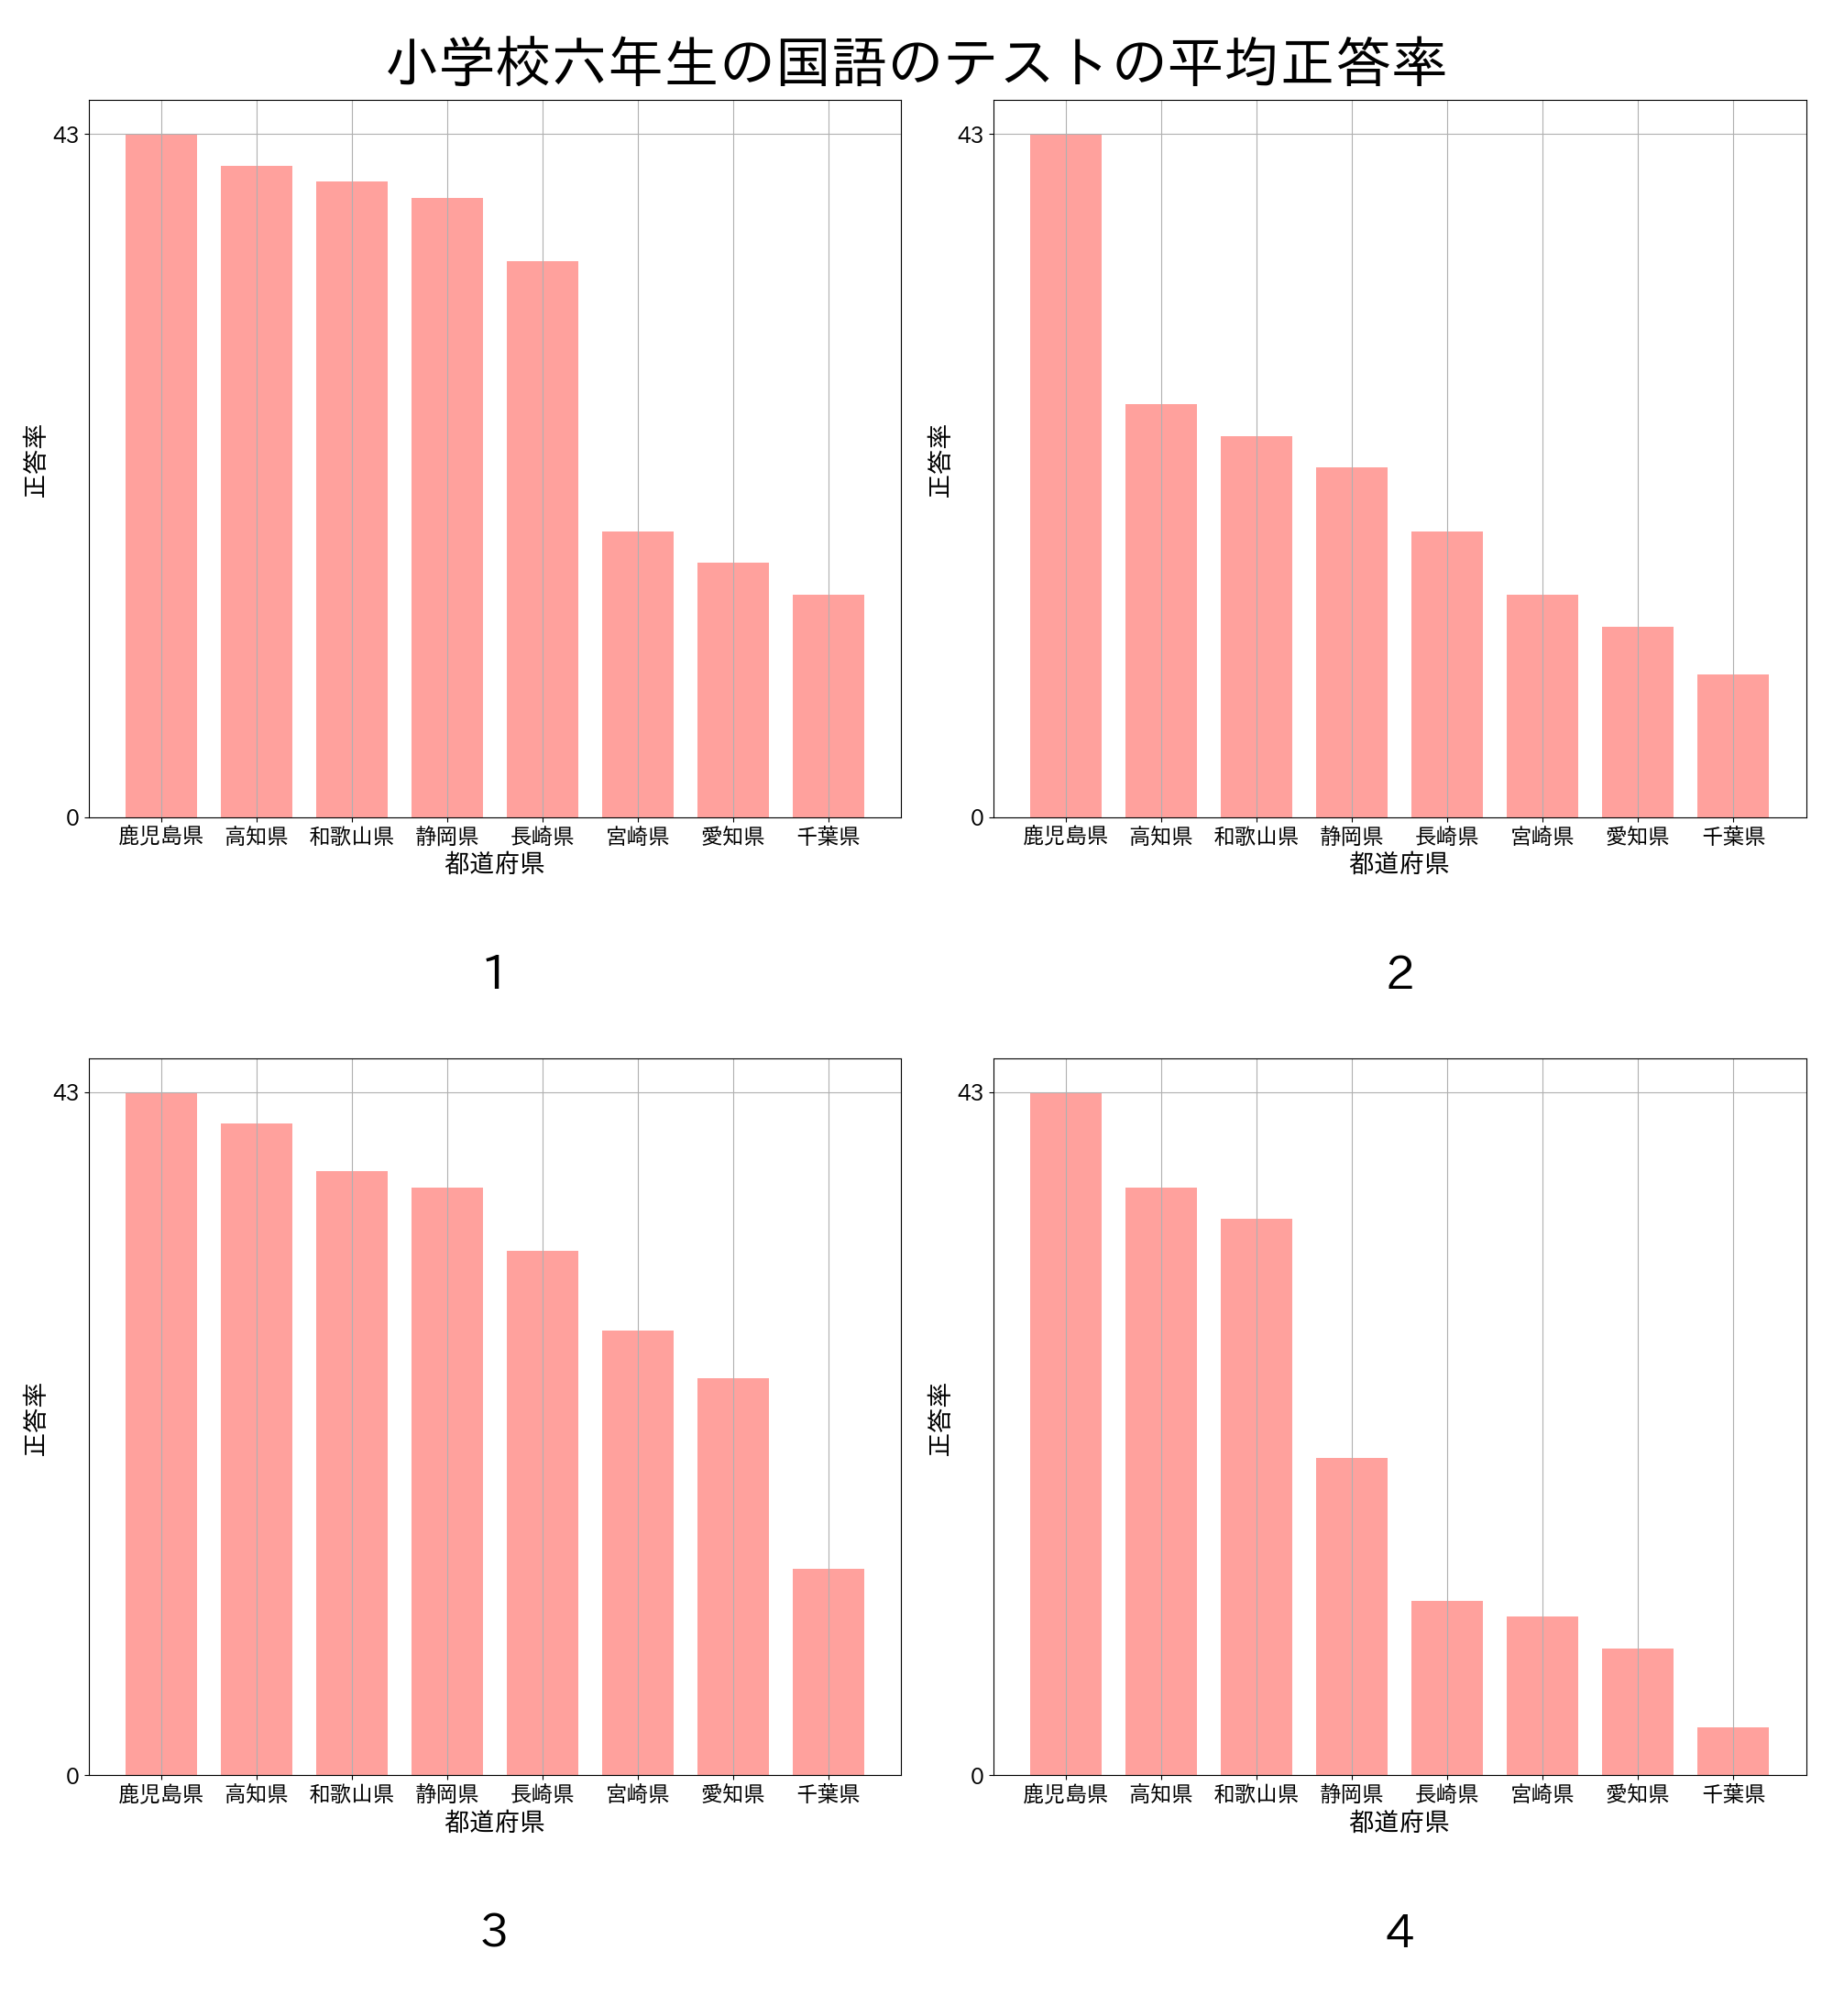 小学校六年生の国語のテストの平均正答率
43
正答率
0
鹿児島県 高知県 和歌山県 静岡県 長崎県 宮崎県 愛知県 千葉県
都道府県
1
43
正答率
0
鹿児島県 高知県 和歌山県 静岡県 長崎県 宮崎県 愛知県 千葉県
都道府県
2
43
正答率
0
鹿児島県 高知県 和歌山県 静岡県 長崎県 宮崎県 愛知県 千葉県
都道府県
3
43
正答率
0
鹿児島県 高知県 和歌山県 静岡県 長崎県 宮崎県 愛知県 千葉県
都道府県
4